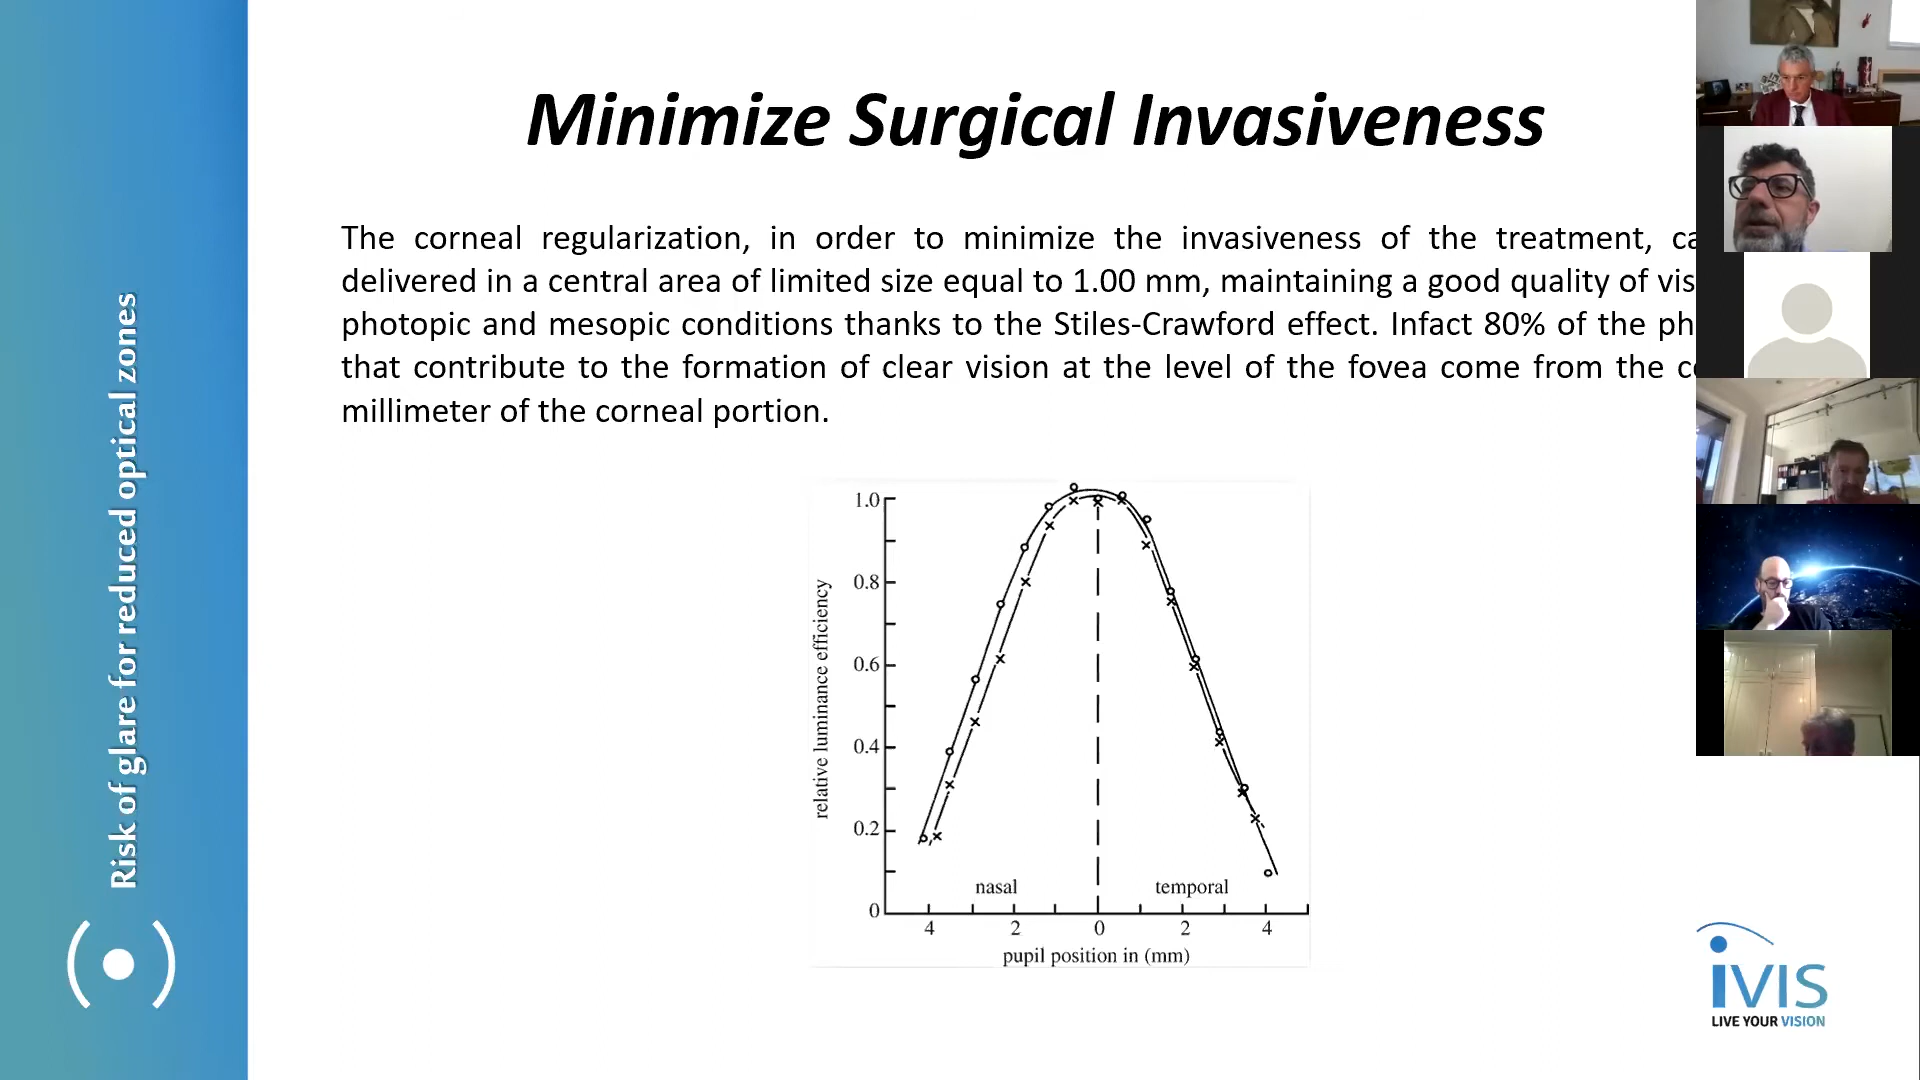 Minimize Surgical Invasiveness
The corneal regularization, in order to minimize the invasiveness of the treatment,
delivered in a central area of limited size equal to 1.00 mm, maintaining a good quality of
photopic and mesopic conditions thanks to the Stiles-Crawford effect. Infact 80% of the
that contribute to the formation of clear vision at the level of the fovea come from the
millimeter of the corneal portion.
Risk of glare for reduced optical zones
1.0
0.8
0.6
0.4
0.2
0
relative luminance efficiency
nasal
temporal
4 2 0 2 4
pupil position in (mm)
iVIS
LIVE YOUR VISION